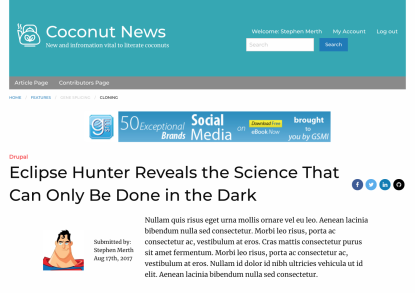 Coconut News
New and infromation vital to literate coconuts
Welcome: Stephen Merth My Account Log out
Search Search
Article Page Contributors Page
HOME FEATURES GENE SPLICING CLONING
gsmi 50 Exceptional Brands Social Media on Download Free eBook Now brought to you by GSMI
Drupal
Eclipse Hunter Reveals the Science That
Can Only Be Done in the Dark
Submitted by:
Stephen Merth
Aug 17th, 2017
Nullam quis risus eget urna mollis ornare vel eu leo. Aenean lacinia
bibendum nulla sed consectetur. Morbi leo risus, porta ac
consectetur ac, vestibulum at eros. Cras mattis consectetur purus
sit amet fermentum. Morbi leo risus, porta ac consectetur ac,
vestibulum at eros. Nullam id dolor id nibh ultricies vehicula ut id
elit. Aenean lacinia bibendum nulla sed consectetur.